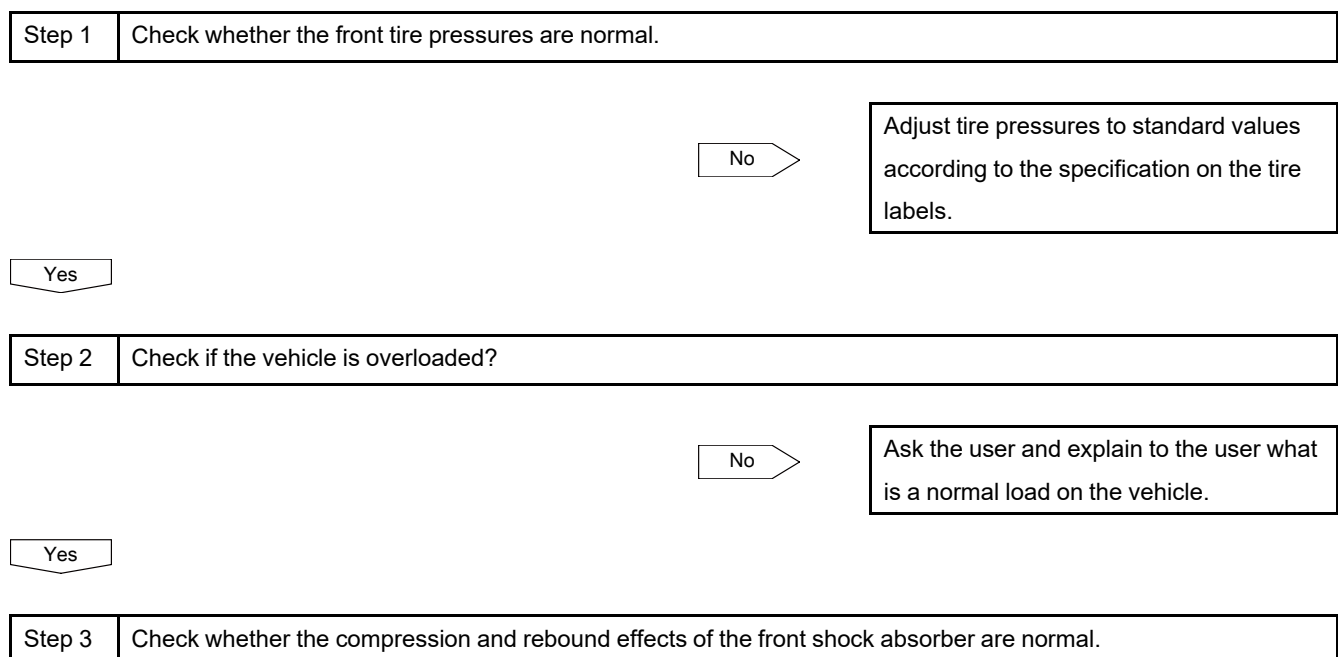 Step 1 Check whether the front tire pressures are normal.
No
Adjust tire pressures to standard values
according to the specification on the tire
labels.
Yes
Step 2 Check if the vehicle is overloaded?
No
Ask the user and explain to the user what
is a normal load on the vehicle.
Yes
Step 3 Check whether the compression and rebound effects of the front shock absorber are normal.